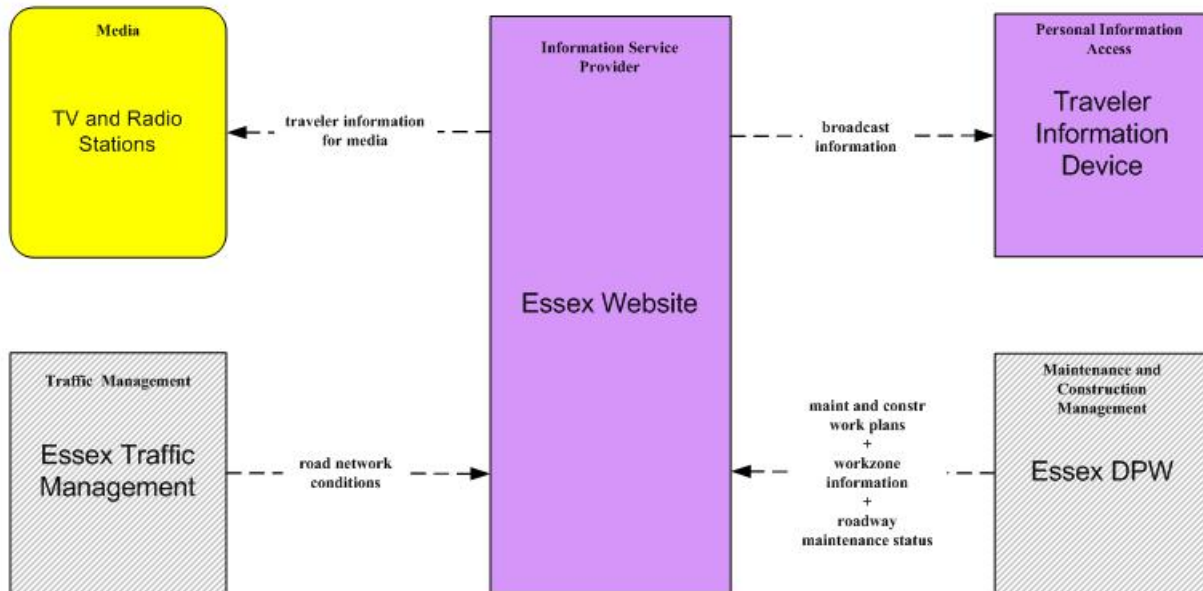 Media
TV and Radio
Stations
traveler information
for media
Information Service
Provider
Essex Website
broadcast
information
Personal Information
Access
Traveler
Information
Device
Traffic Management
Essex Traffic
Management
road network
conditions
maint and constr
work plans
+
workzone
information
+
roadway
maintenance status
Maintenance and
Construction
Management
Essex DPW